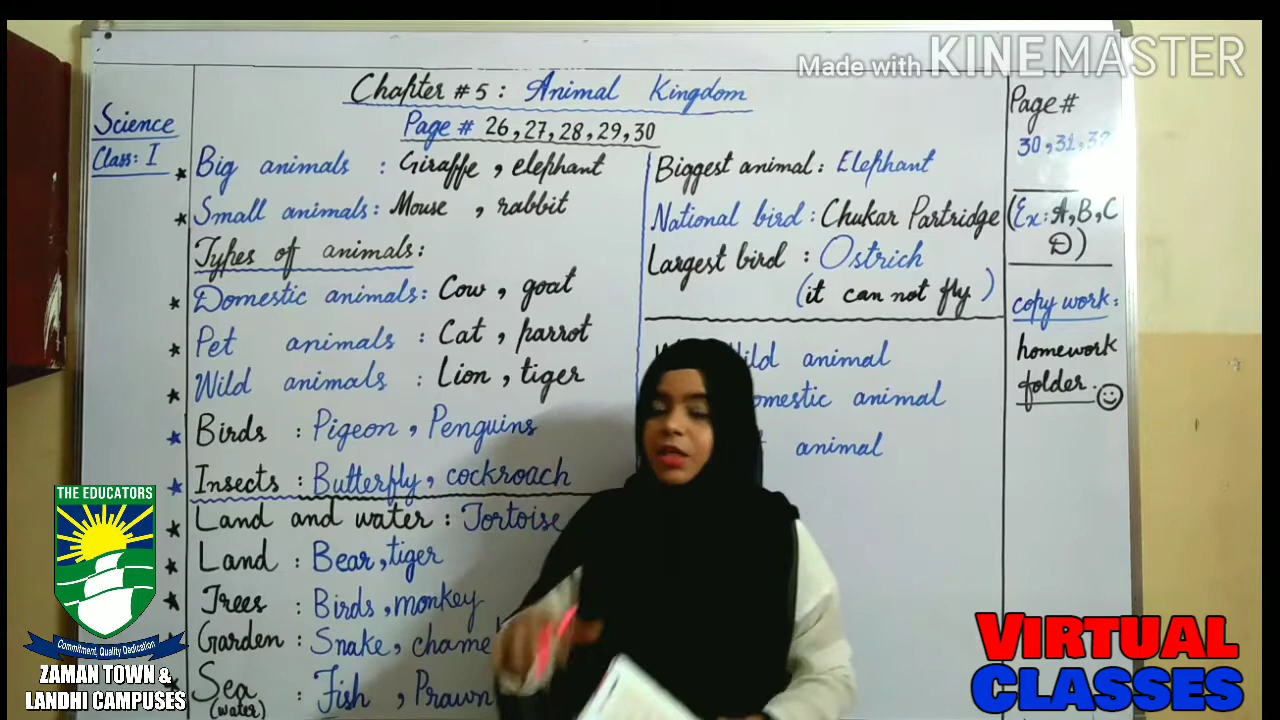 Made with KINEMASTER
Chapter # 5 : Animal Kingdom
Page # 26, 27, 28, 29, 30
Science
Class: I
Big animals : Giraffe, elephant
Small animals: Mouse, rabbit
Types of animals:
Domestic animals: Cow, goat
Pet animals : Cat, parrot
Wild animals : Lion, tiger
Birds : Pigeon, Penguins
Insects : Butterfly, cockroach
Land and water : Tortoise
Land : Bear, tiger
Trees : Birds, monkey
Garden : Snake,
Sea : Fish, Prawn
(water)
Biggest animal: Elephant
National bird: Chukar Partridge
Largest bird : Ostrich
(it can not fly)
animal
animal
animal
Page #
30, 31,
(Ex: A, B, C
D)
copy work:
homework
folder.
THE EDUCATORS
Commitment, Quality Dedication
ZAMAN TOWN &
LANDHI CAMPUSES
VIRTUAL
CLASSES